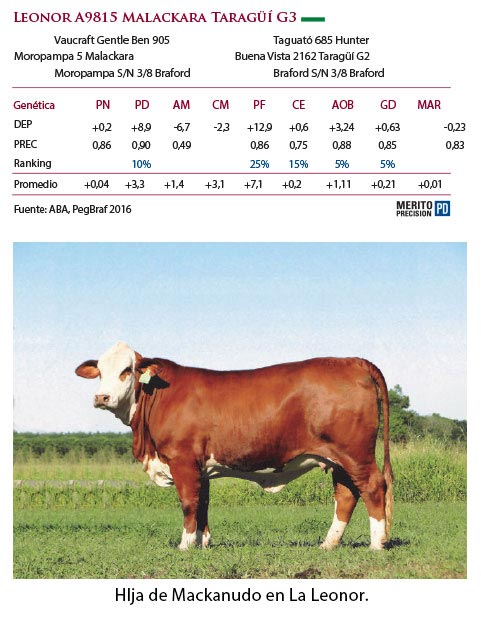 Leonor A9815 Malackara Taragüí G3
Vaucraft Gentle Ben 905 Taguató 685 Hunter
Moropampa 5 Malackara Buena Vista 2162 Taragüí G2
Moropampa S/N 3/8 Braford Braford S/N 3/8 Braford
Genética PN PD AM CM PF CE AOB GD MAR
DEP +0,2 +8,9 -6,7 -2,3 +12,9 +0,6 +3,24 +0,63 -0,23
PREC 0,86 0,90 0,49 0,86 0,75 0,88 0,85 0,83
Ranking 10% 25% 15% 5% 5%
Promedio +0,04 +3,3 +1,4 +3,1 +7,1 +0,2 +1,11 +0,21 +0,01
Fuente: ABA, PegBraf 2016 MERITO PD
PRECISION
HIja de Mackanudo en La Leonor.